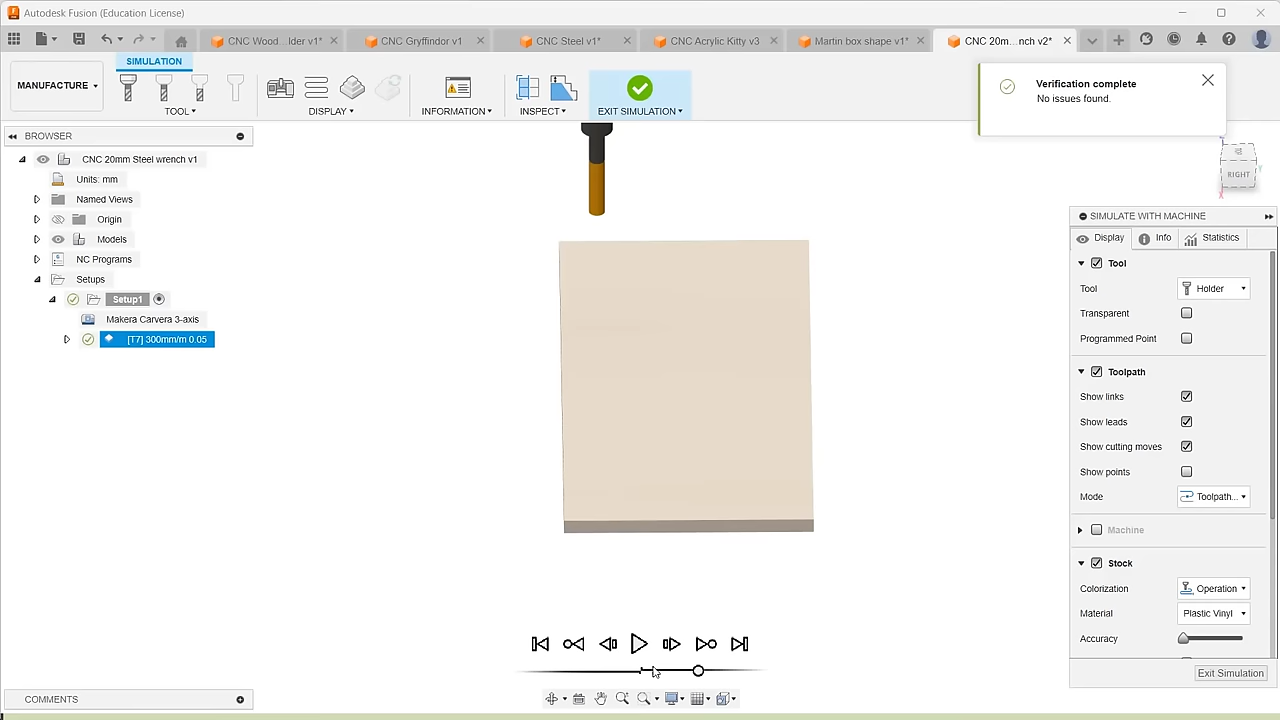 Autodesk Fusion (Education License)
CNC Wood...lder v1*
CNC Gryffindor v1
CNC Steel v1*
CNC Acrylic Kitty v3
Martin box shape v1*
CNC 20m...nch v2*
MANUFACTURE
SIMULATION
TOOL
DISPLAY
INFORMATION
INSPECT
EXIT SIMULATION
Verification complete
No issues found.
BROWSER
CNC 20mm Steel wrench v1
Units: mm
Named Views
Origin
Models
NC Programs
Setups
Setup1
Makera Carvera 3-axis
[T7] 300mm/m 0.05
RIGHT
SIMULATE WITH MACHINE
Display
Info
Statistics
Tool
Tool
Holder
Transparent
Programmed Point
Toolpath
Show links
Show leads
Show cutting moves
Show points
Mode
Toolpath...
Machine
Stock
Colorization
Operation
Material
Plastic Vinyl
Accuracy
Exit Simulation
COMMENTS